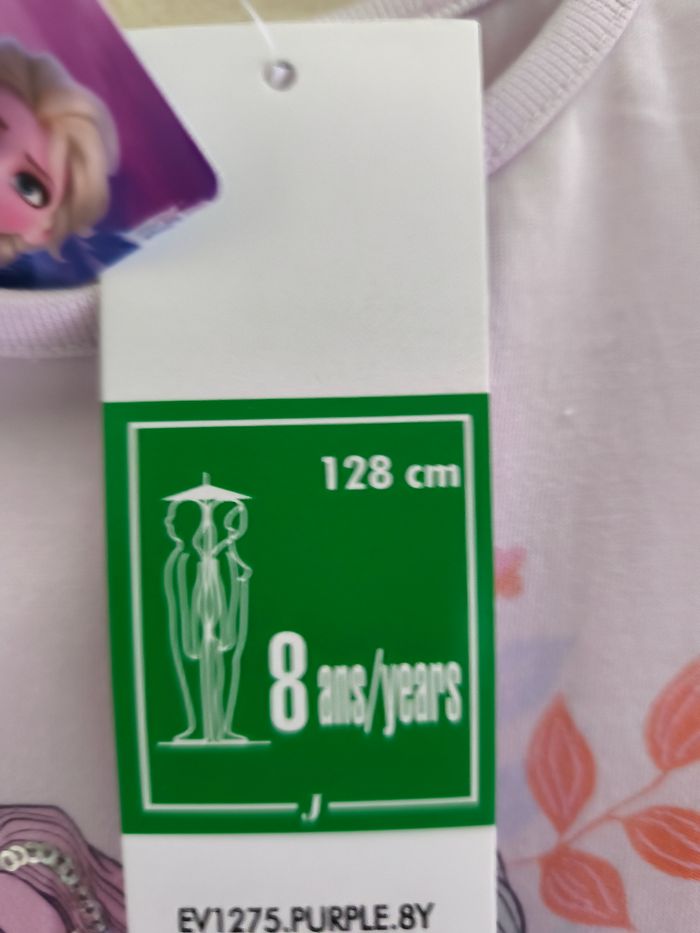 128 cm
8 ans/years
J
EV1275.PURPLE.8Y